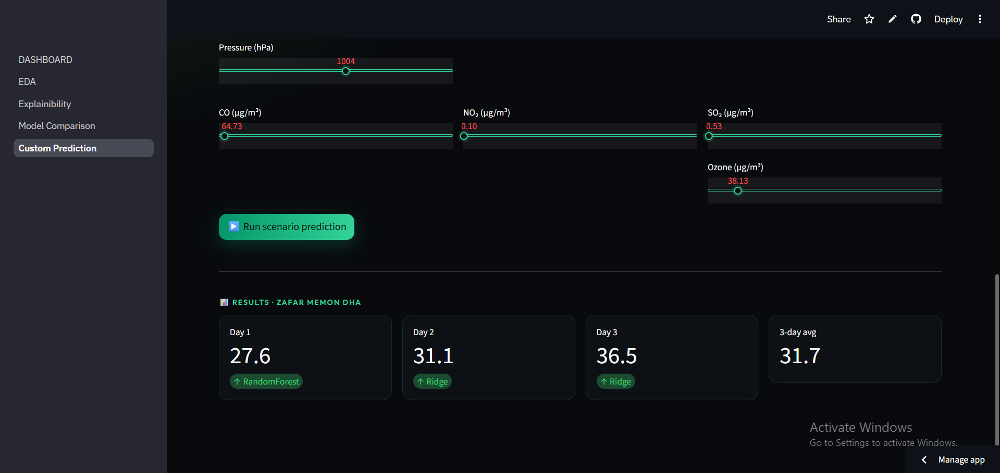 Share
Deploy
DASHBOARD
EDA
Explainibility
Model Comparison
Custom Prediction
Pressure (hPa)
1004
CO (µg/m³)
64.73
NO₂ (µg/m³)
0.10
SO₂ (µg/m³)
0.53
Ozone (µg/m³)
38.13
Run scenario prediction
RESULTS · ZAFAR MEMON DHA
Day 1
27.6
↑ RandomForest
Day 2
31.1
↑ Ridge
Day 3
36.5
↑ Ridge
3-day avg
31.7
Activate Windows
Go to Settings to activate Windows.
Manage app